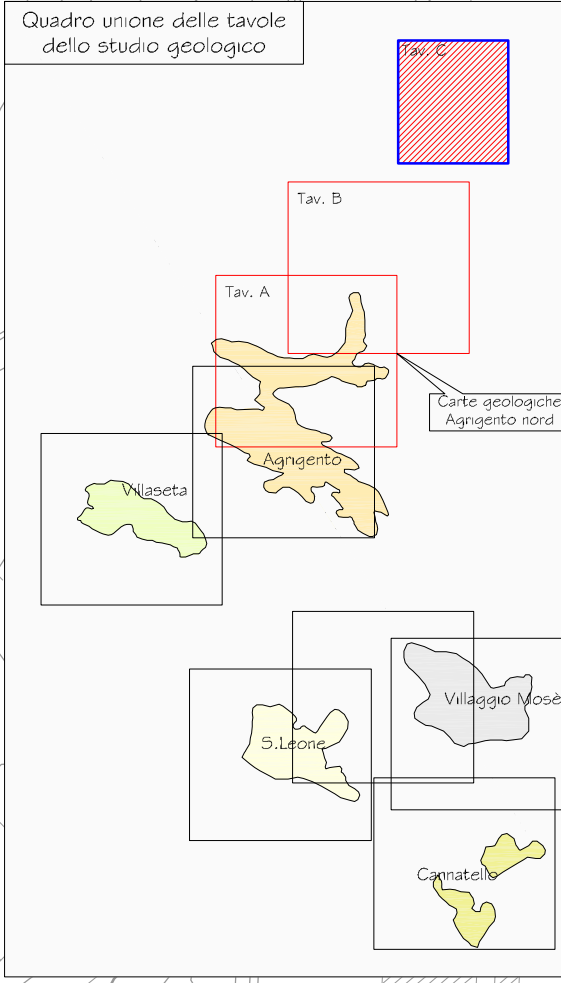 Quadro unione delle tavole
dello studio geologico
Tav. C
Tav. B
Tav. A
Carte geologiche
Agrigento nord
Agrigento
Villaseta
Villaggio Mosè
S.Leone
Cannatello